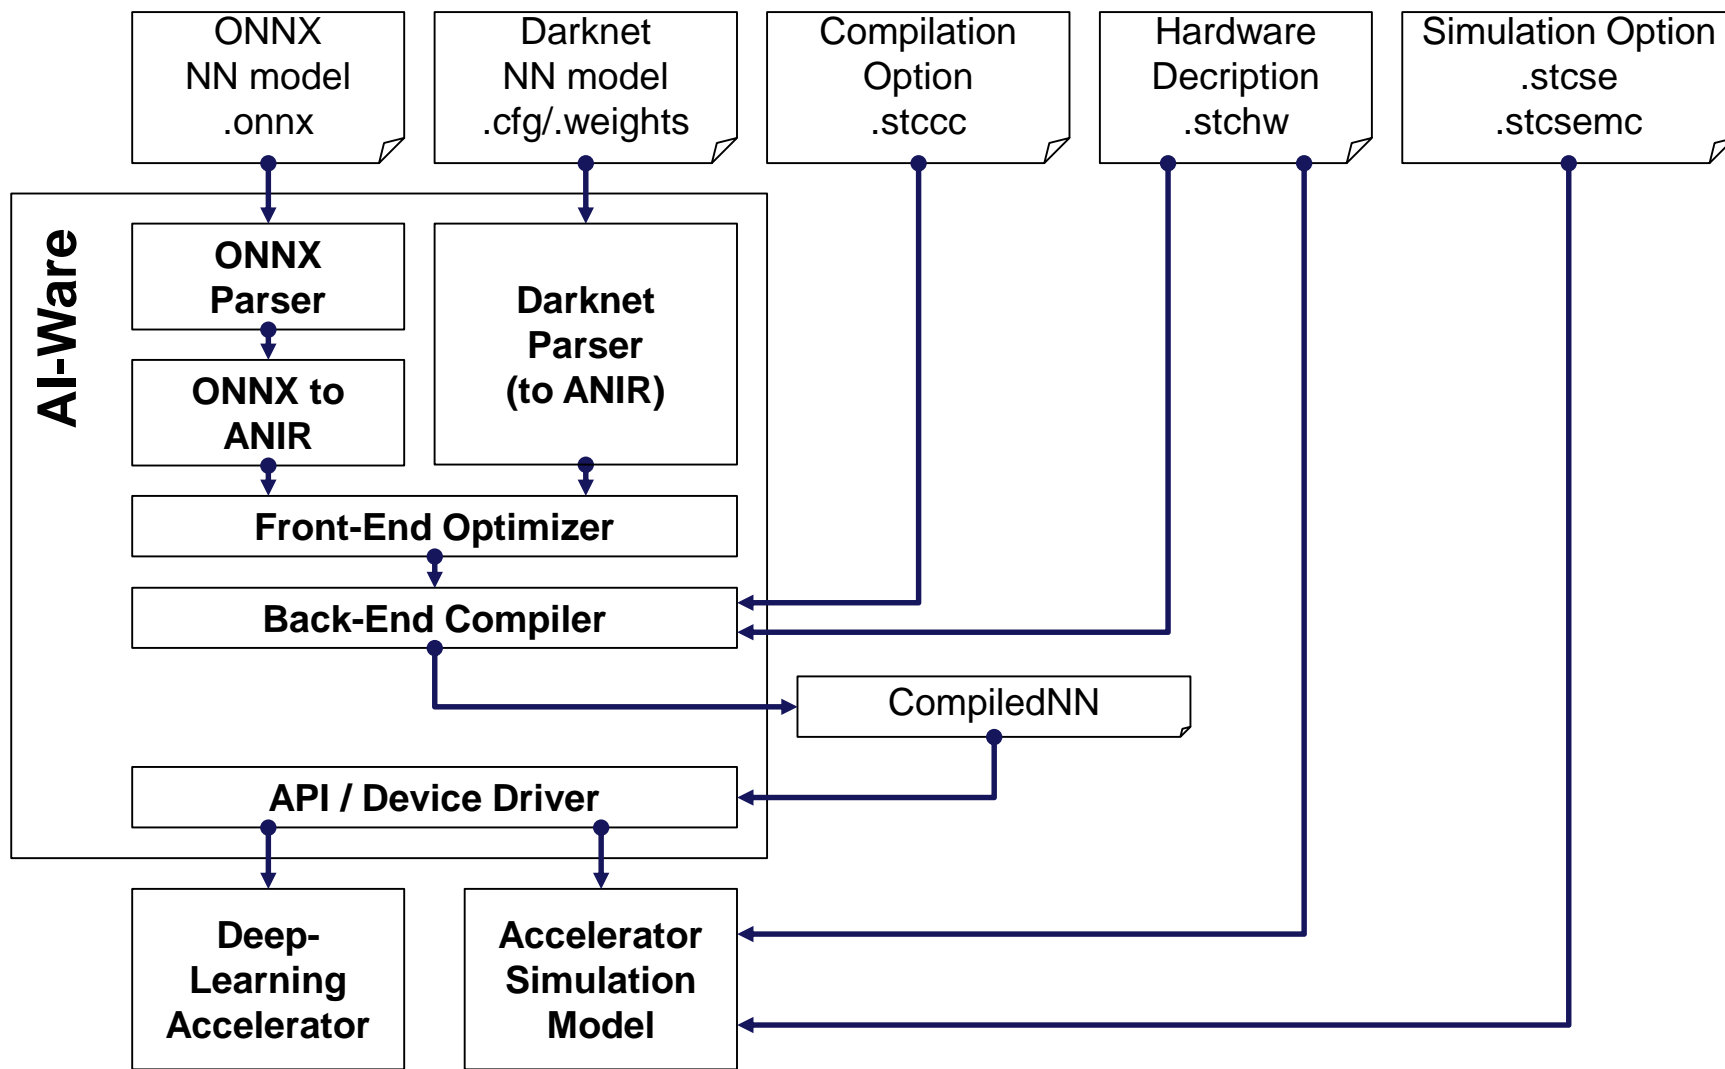 ONNX
NN model
.onnx
Darknet
NN model
.cfg/.weights
Compilation
Option
.stccc
Hardware
Decription
.stchw
Simulation Option
.stcse
.stcsemc
AI-Ware
ONNX
Parser
Darknet
Parser
(to ANIR)
ONNX to
ANIR
Front-End Optimizer
Back-End Compiler
CompiledNN
API / Device Driver
Deep-
Learning
Accelerator
Accelerator
Simulation
Model